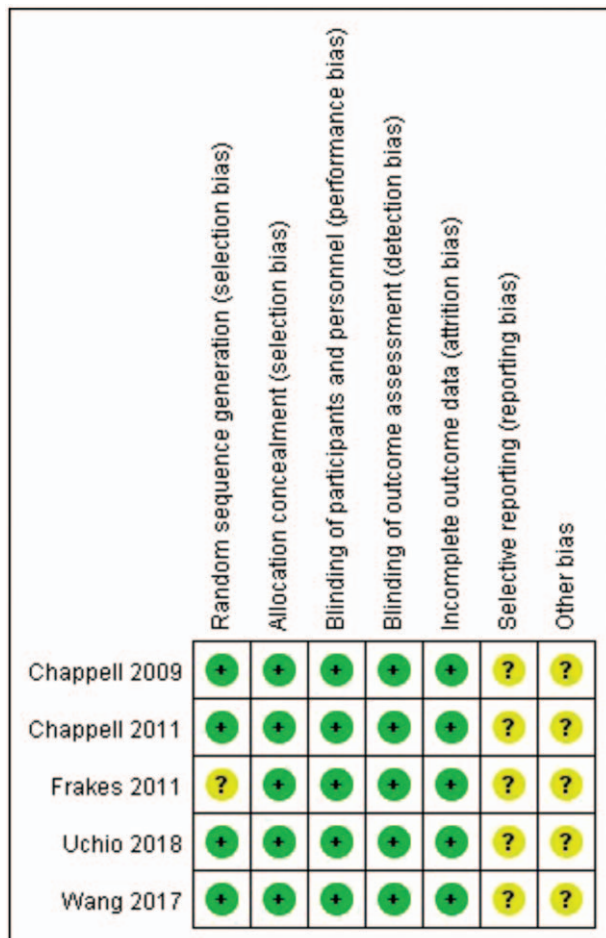 Random sequence generation (selection bias)
Allocation concealment (selection bias)
Blinding of participants and personnel (performance bias)
Blinding of outcome assessment (detection bias)
Incomplete outcome data (attrition bias)
Selective reporting (reporting bias)
Other bias
Chappell 2009 + + + + + ? ?
Chappell 2011 + + + + + ? ?
Frakes 2011 ? + + + + ? ?
Uchio 2018 + + + + + ? ?
Wang 2017 + + + + + ? ?